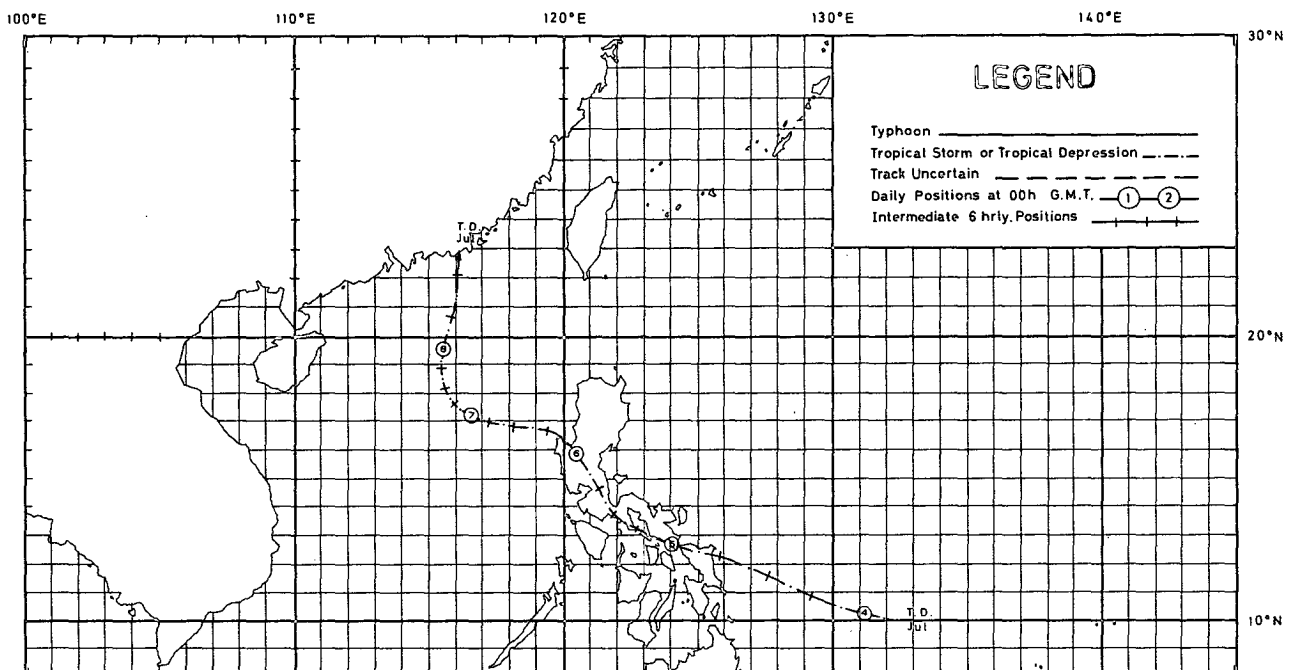 100°E 110°E 120°E 130°E 140°E
30°N
LEGEND
Typhoon
Tropical Storm or Tropical Depression
Track Uncertain
Daily Positions at 00h G.M.T. 1 2
Intermediate 6 hrly. Positions
T.D.
Jul
20°N
8
7
6
5
4
T.D.
Jul
10°N